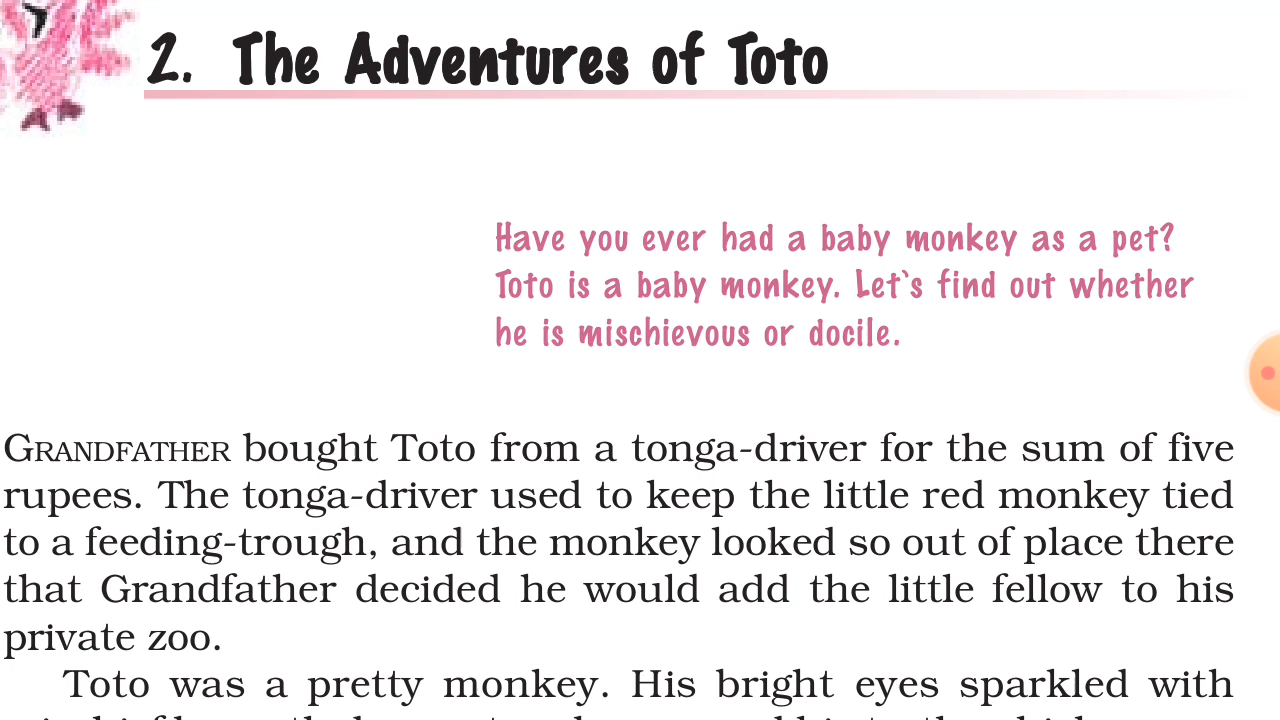 2. The Adventures of Toto
Have you ever had a baby monkey as a pet?
Toto is a baby monkey. Let`s find out whether
he is mischievous or docile.
GRANDFATHER bought Toto from a tonga-driver for the sum of five
rupees. The tonga-driver used to keep the little red monkey tied
to a feeding-trough, and the monkey looked so out of place there
that Grandfather decided he would add the little fellow to his
private zoo.
Toto was a pretty monkey. His bright eyes sparkled with